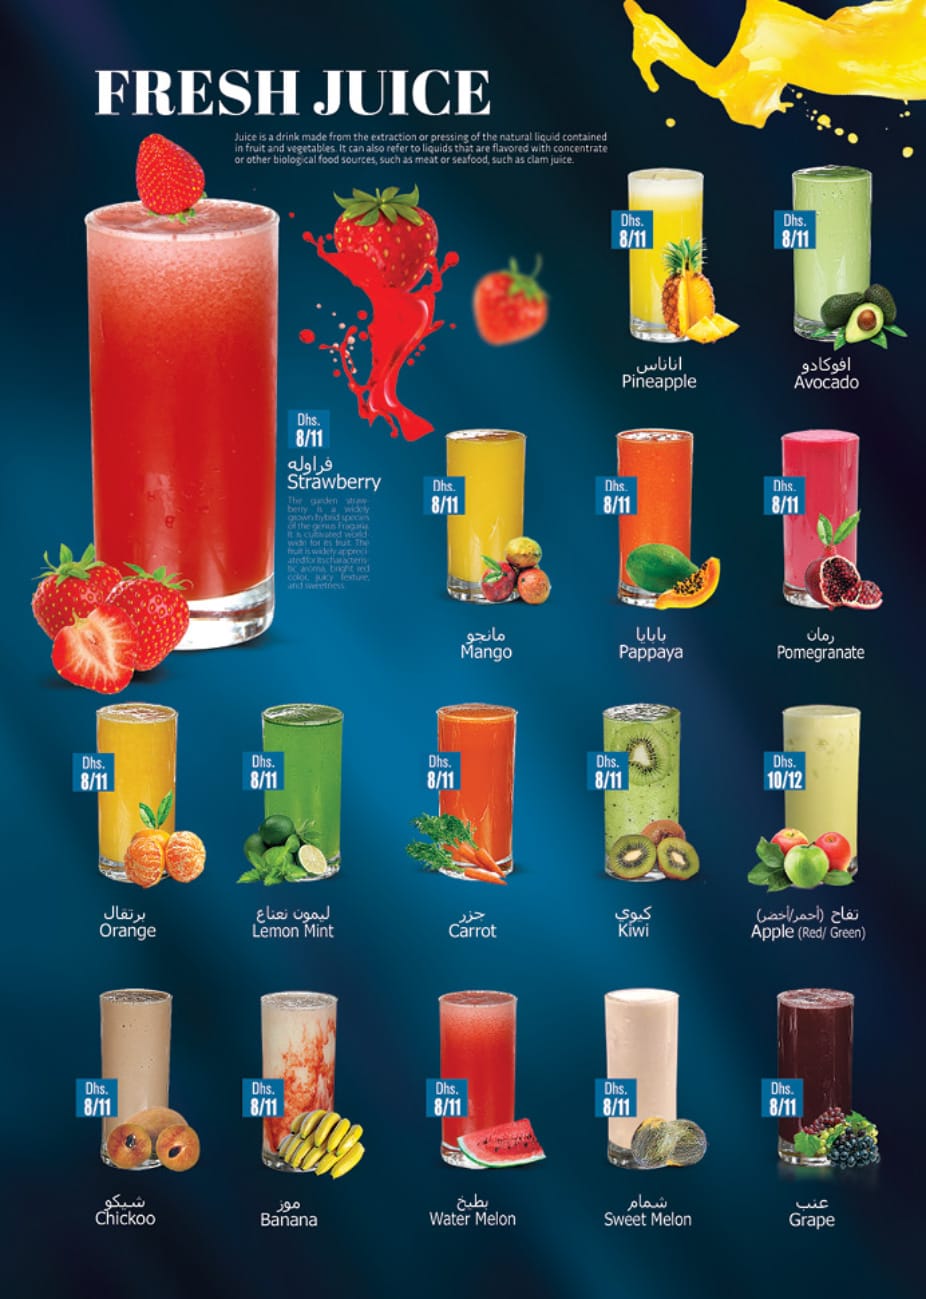 FRESH JUICE
Juice is a drink made from the extraction or pressing of the natural liquid contained
in fruit and vegetables. It can also refer to liquids that are flavored with concentrate
or other biological food sources, such as meat or seafood, such as clam juice.
Dhs.
8/11
اناناس
Pineapple
Dhs.
8/11
افوكادو
Avocado
Dhs.
8/11
فراوله
Strawberry
The garden straw-
berry is a widely
grown hybrid species
of the genus Fragaria.
It is cultivated world-
wide for its fruit. The
fruit is widely appreci-
ated for its characteris-
tic aroma, bright red
color, juicy texture,
and sweetness.
Dhs.
8/11
مانجو
Mango
Dhs.
8/11
بابايا
Pappaya
Dhs.
8/11
رمان
Pomegranate
Dhs.
8/11
برتقال
Orange
Dhs.
8/11
ليمون نعناع
Lemon Mint
Dhs.
8/11
جزر
Carrot
Dhs.
8/11
كيوي
Kiwi
Dhs.
10/12
تفاح (أحمر/أخضر)
Apple (Red/ Green)
Dhs.
8/11
شيكو
Chickoo
Dhs.
8/11
موز
Banana
Dhs.
8/11
بطيخ
Water Melon
Dhs.
8/11
شمام
Sweet Melon
Dhs.
8/11
عنب
Grape